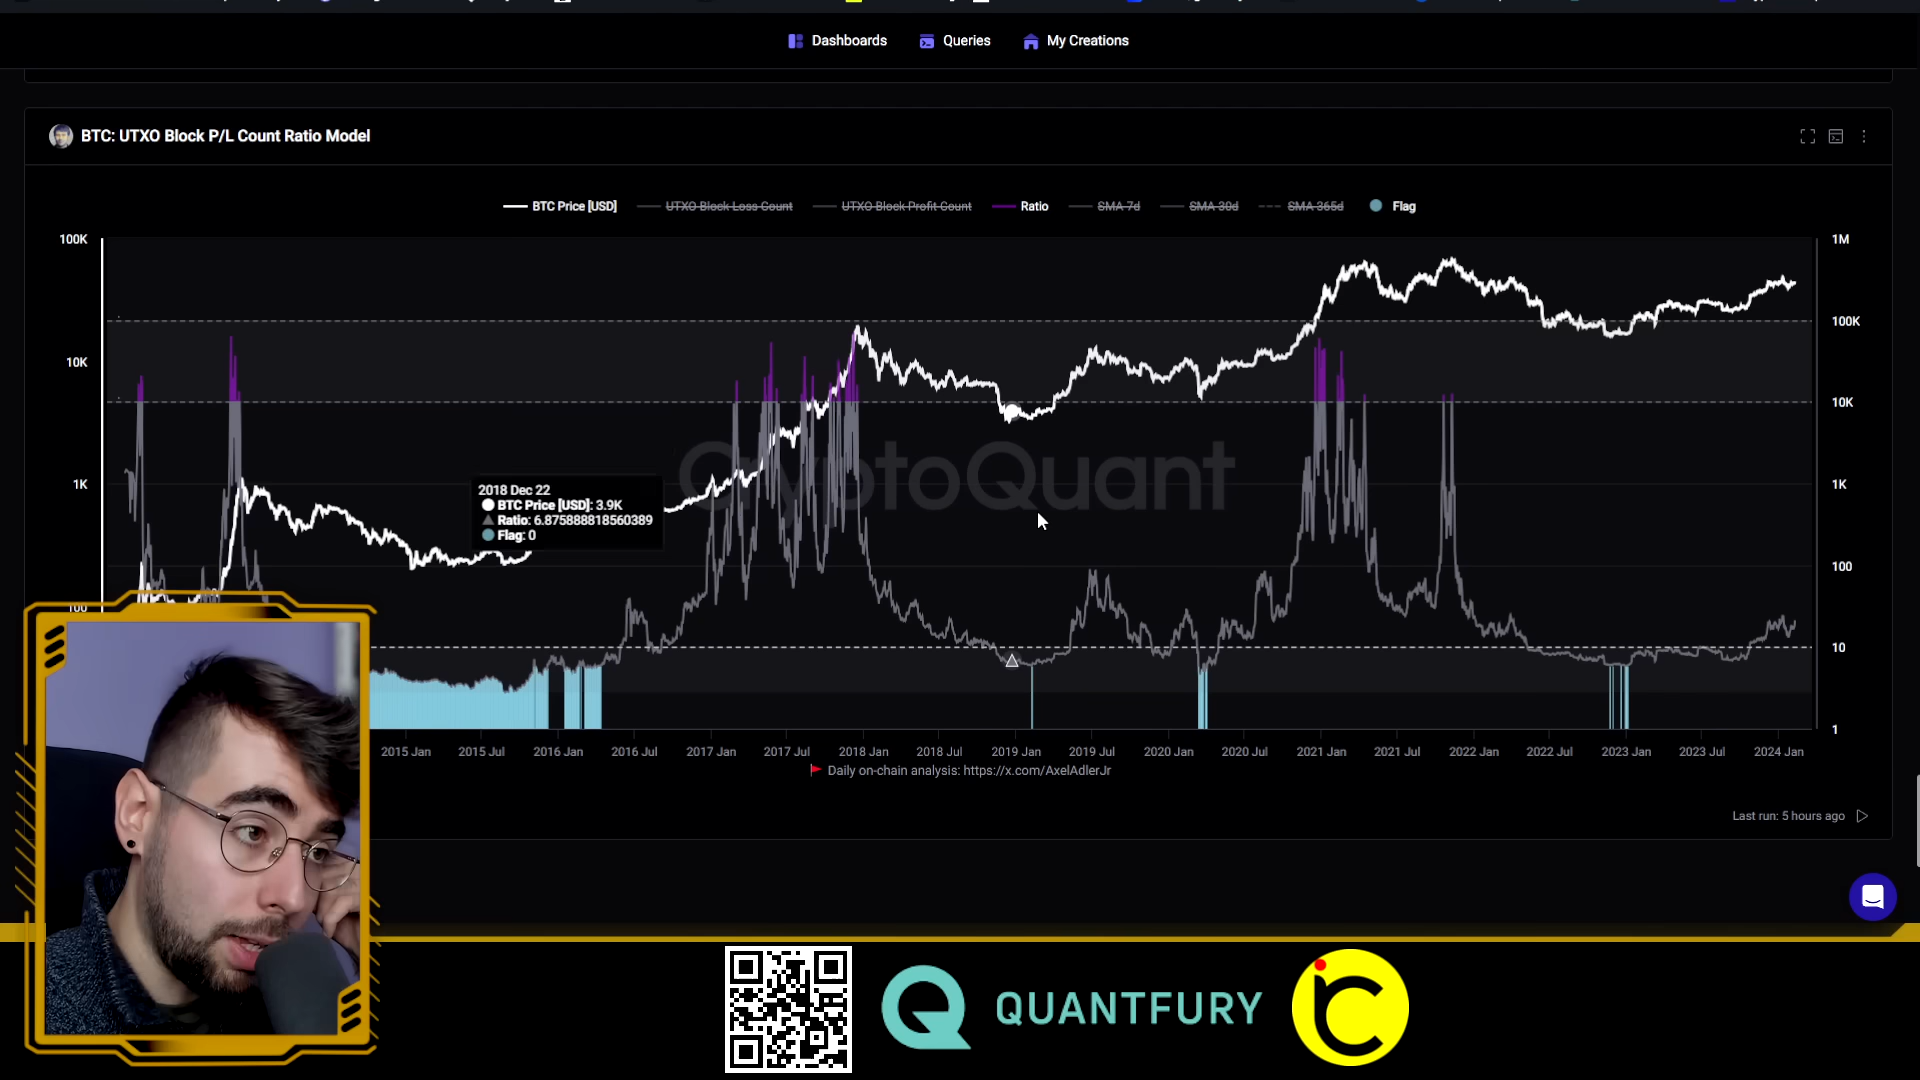 Dashboards
Queries
My Creations
BTC: UTXO Block P/L Count Ratio Model
BTC Price [USD]
UTXO Block Loss Count
UTXO Block Profit Count
Ratio
SMA 7d
SMA 30d
SMA 365d
Flag
100K
1M
100K
10K
10K
CryptoQuant
1K
1K
2018 Dec 22
BTC Price [USD]: 3.9K
Ratio: 6.875888818560389
Flag: 0
100
100
10
1
2015 Jan
2015 Jul
2016 Jan
2016 Jul
2017 Jan
2017 Jul
2018 Jan
2018 Jul
2019 Jan
2019 Jul
2020 Jan
2020 Jul
2021 Jan
2021 Jul
2022 Jan
2022 Jul
2023 Jan
2023 Jul
2024 Jan
Daily on-chain analysis: https://x.com/AxelAdlerJr
Last run: 5 hours ago
QUANTFURY